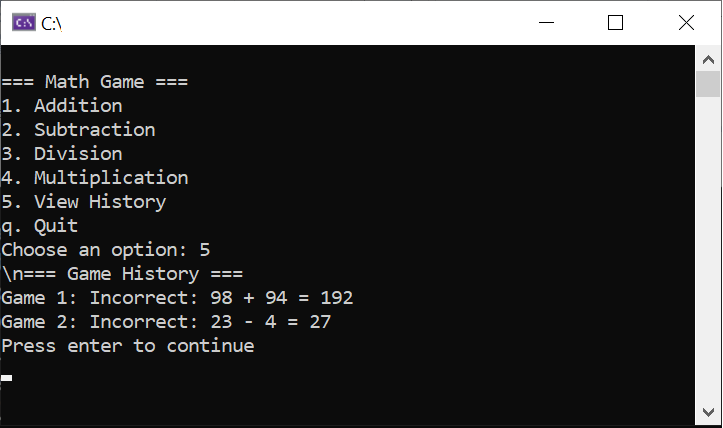 C:\
=== Math Game ===
1. Addition
2. Subtraction
3. Division
4. Multiplication
5. View History
q. Quit
Choose an option: 5
\n=== Game History ===
Game 1: Incorrect: 98 + 94 = 192
Game 2: Incorrect: 23 - 4 = 27
Press enter to continue